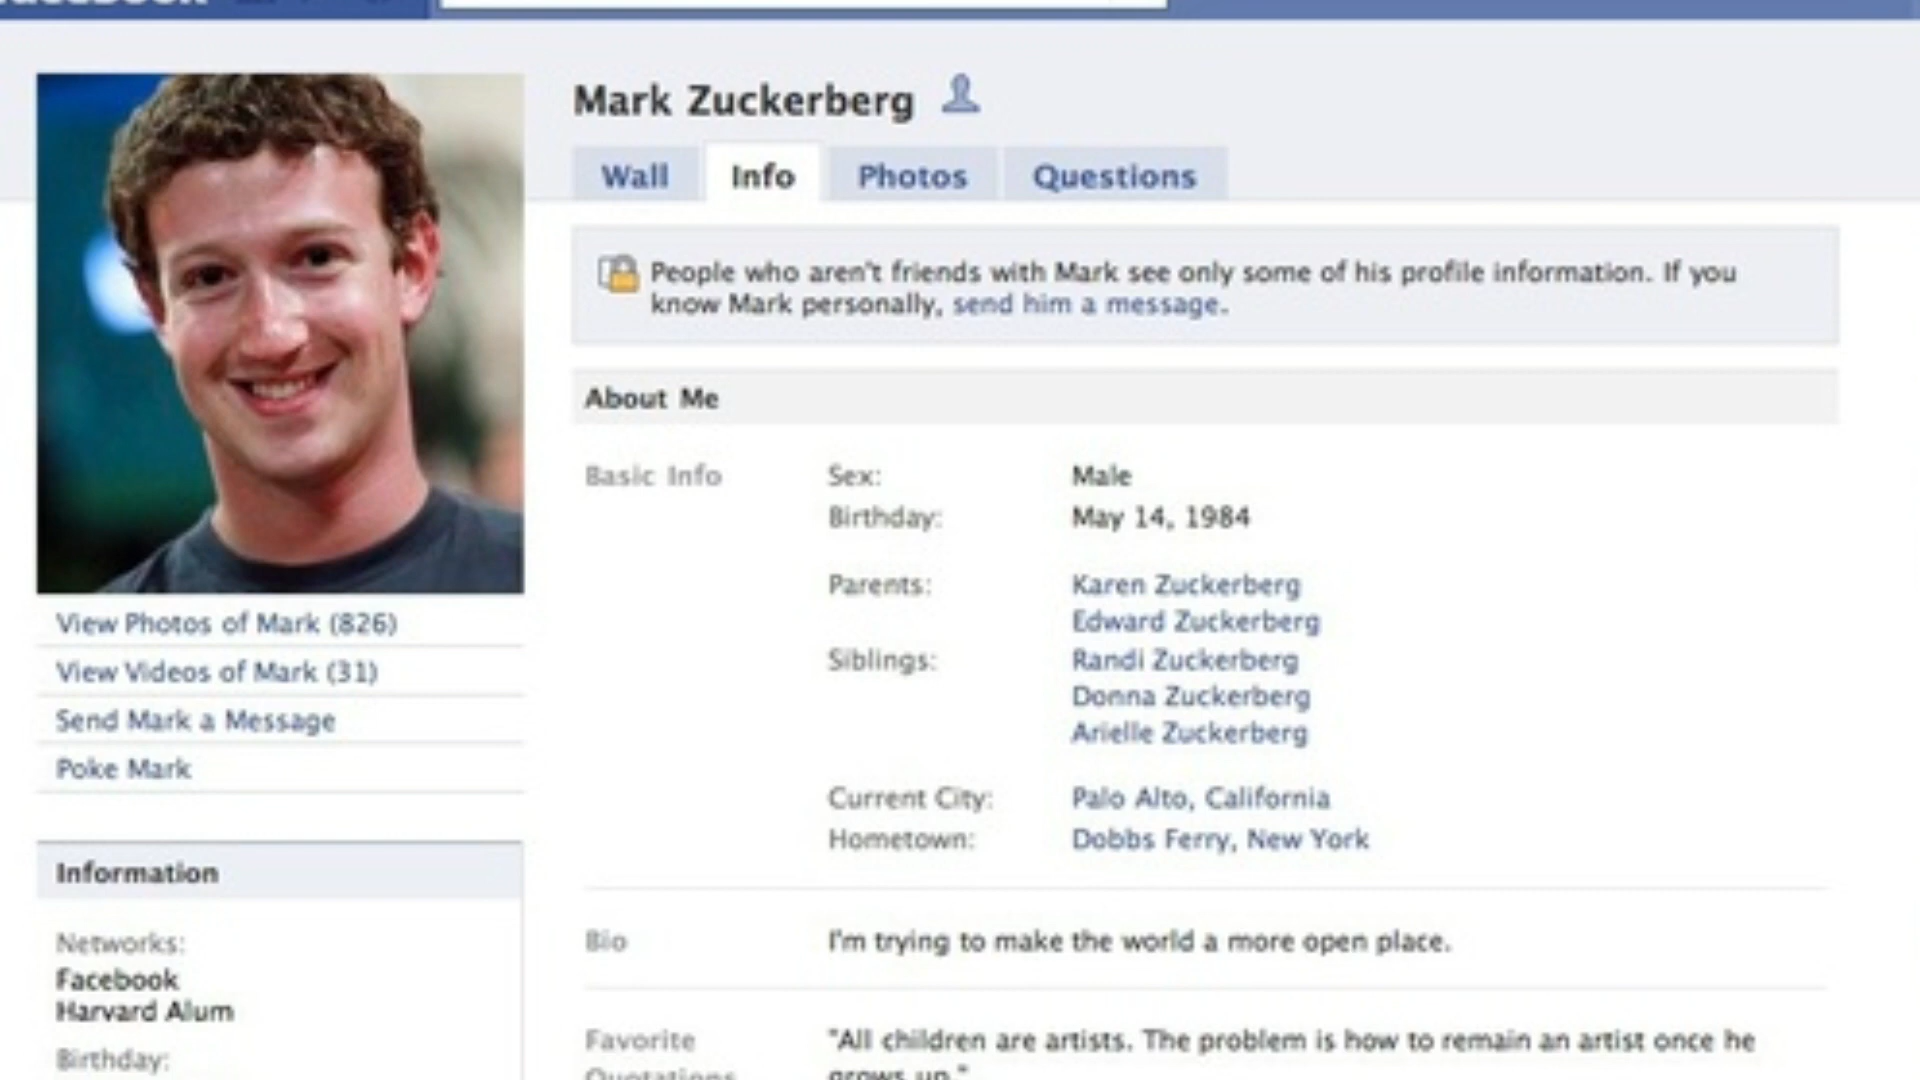 facebook
Mark Zuckerberg
Wall
Info
Photos
Questions
People who aren't friends with Mark see only some of his profile information. If you
know Mark personally, send him a message.
About Me
Basic Info
Sex: Male
Birthday: May 14, 1984
Parents: Karen Zuckerberg
Edward Zuckerberg
Siblings: Randi Zuckerberg
Donna Zuckerberg
Arielle Zuckerberg
Current City: Palo Alto, California
Hometown: Dobbs Ferry, New York
Bio I'm trying to make the world a more open place.
Favorite "All children are artists. The problem is how to remain an artist once he
Quotations grows up."
View Photos of Mark (826)
View Videos of Mark (31)
Send Mark a Message
Poke Mark
Information
Networks:
Facebook
Harvard Alum
Birthday: